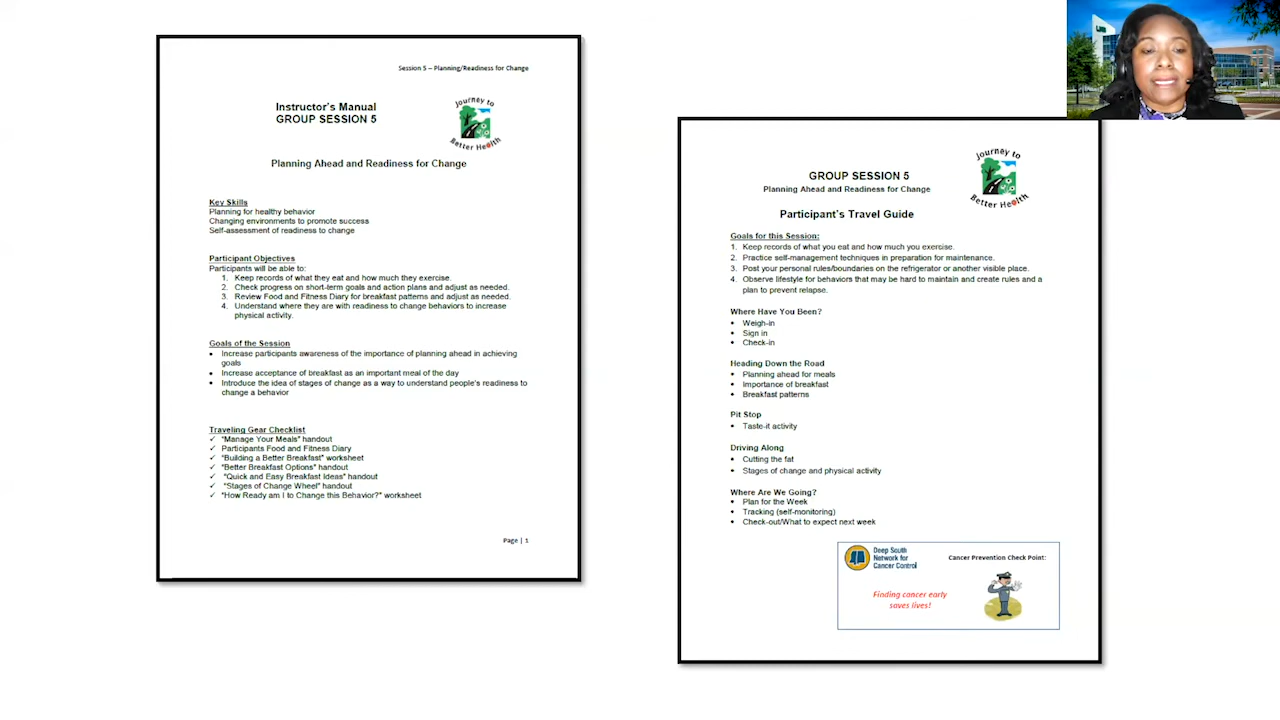 Session 5 – Planning/Readiness for Change
Instructor's Manual
GROUP SESSION 5
Journey to
Better Health
Planning Ahead and Readiness for Change
Key Skills
Planning for healthy behavior
Changing environments to promote success
Self-assessment of readiness to change
Participant Objectives
Participants will be able to:
1. Keep records of what they eat and how much they exercise.
2. Check progress on short-term goals and action plans and adjust as needed.
3. Review Food and Fitness Diary for breakfast patterns and adjust as needed.
4. Understand where they are with readiness to change behaviors to increase
physical activity.
Goals of the Session
• Increase participants awareness of the importance of planning ahead in achieving
goals
• Increase acceptance of breakfast as an important meal of the day
• Introduce the idea of stages of change as a way to understand people's readiness to
change a behavior
Traveling Gear Checklist
✓ "Manage Your Meals" handout
✓ Participants Food and Fitness Diary
✓ "Building a Better Breakfast" worksheet
✓ "Better Breakfast Options" handout
✓ "Quick and Easy Breakfast Ideas" handout
✓ "Stages of Change Wheel" handout
✓ "How Ready am I to Change this Behavior?" worksheet
Page | 1
GROUP SESSION 5
Planning Ahead and Readiness for Change
Journey to
Better Health
Participant's Travel Guide
Goals for this Session:
1. Keep records of what you eat and how much you exercise.
2. Practice self-management techniques in preparation for maintenance.
3. Post your personal rules/boundaries on the refrigerator or another visible place.
4. Observe lifestyle for behaviors that may be hard to maintain and create rules and a
plan to prevent relapse.
Where Have You Been?
• Weigh-in
• Sign in
• Check-in
Heading Down the Road
• Planning ahead for meals
• Importance of breakfast
• Breakfast patterns
Pit Stop
• Taste-it activity
Driving Along
• Cutting the fat
• Stages of change and physical activity
Where Are We Going?
• Plan for the Week
• Tracking (self-monitoring)
• Check-out/What to expect next week
Deep South
Network for
Cancer Control
Cancer Prevention Check Point:
Finding cancer early
saves lives!